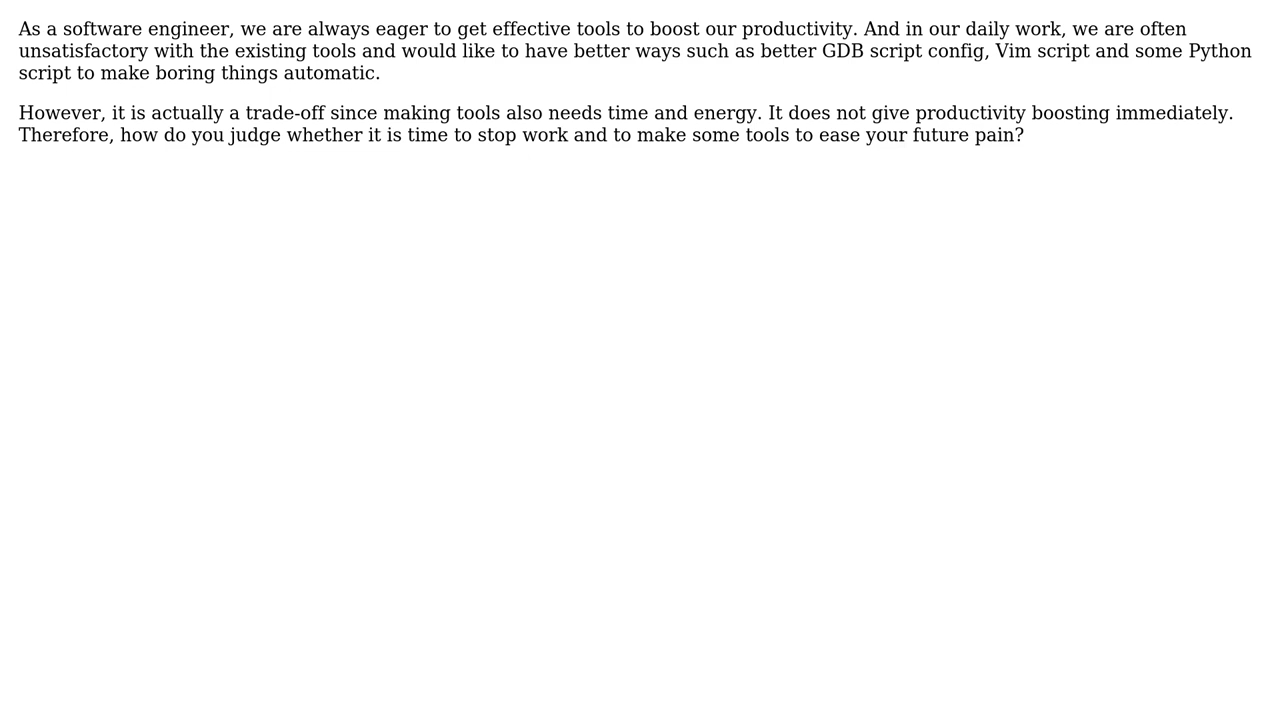 As a software engineer, we are always eager to get effective tools to boost our productivity. And in our daily work, we are often
unsatisfactory with the existing tools and would like to have better ways such as better GDB script config, Vim script and some Python
script to make boring things automatic.
However, it is actually a trade-off since making tools also needs time and energy. It does not give productivity boosting immediately.
Therefore, how do you judge whether it is time to stop work and to make some tools to ease your future pain?